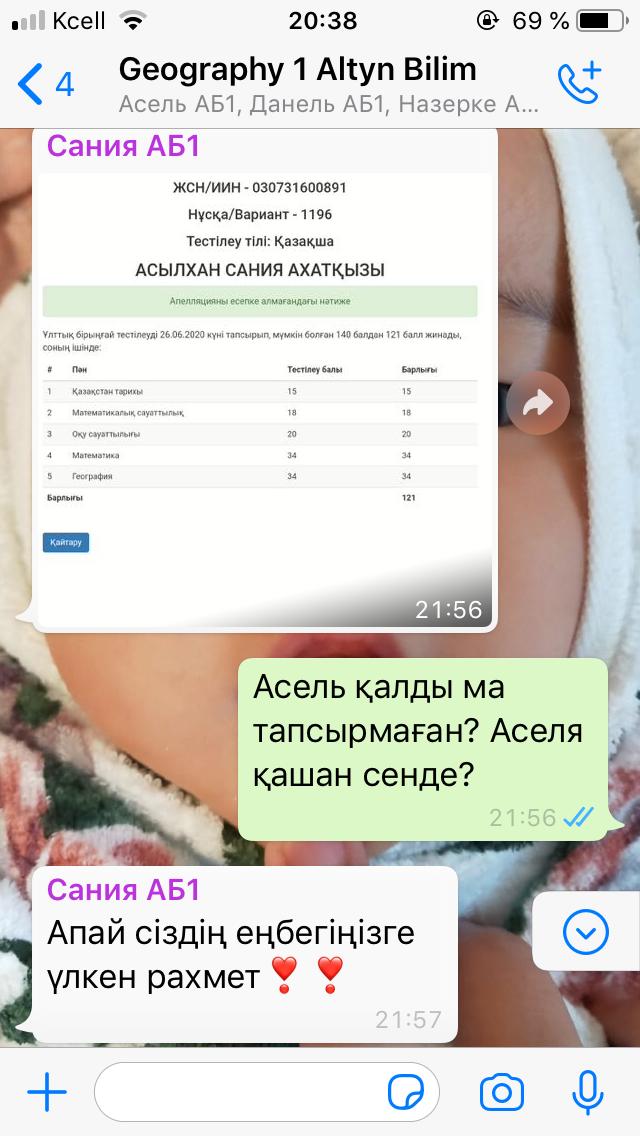 Kcell 20:38 69 %
4 Geography 1 Altyn Bilim
Асель АБ1, Данель АБ1, Назерке А...
Сания АБ1
ЖСН/ИИН - 030731600891
Нұсқа/Вариант - 1196
Тестілеу тілі: Қазақша
АСЫЛХАН САНИЯ АХАТҚЫЗЫ
Апелляцияны есепке алмағандағы нәтиже
Ұлттық бірыңғай тестілеуді 26.06.2020 күні тапсырып, мүмкін болған 140 балдан 121 балл жинады,
соның ішінде:
# Пән Тестілеу балы Барлығы
1 Қазақстан тарихы 15 15
2 Математикалық сауаттылық 18 18
3 Оқу сауаттылығы 20 20
4 Математика 34 34
5 География 34 34
Барлығы 121
Қайтару
21:56
Асель қалды ма
тапсырмаған? Аселя
қашан сенде?
21:56
Сания АБ1
Апай сіздің еңбегіңізге
үлкен рахмет❣️ ❣️
21:57